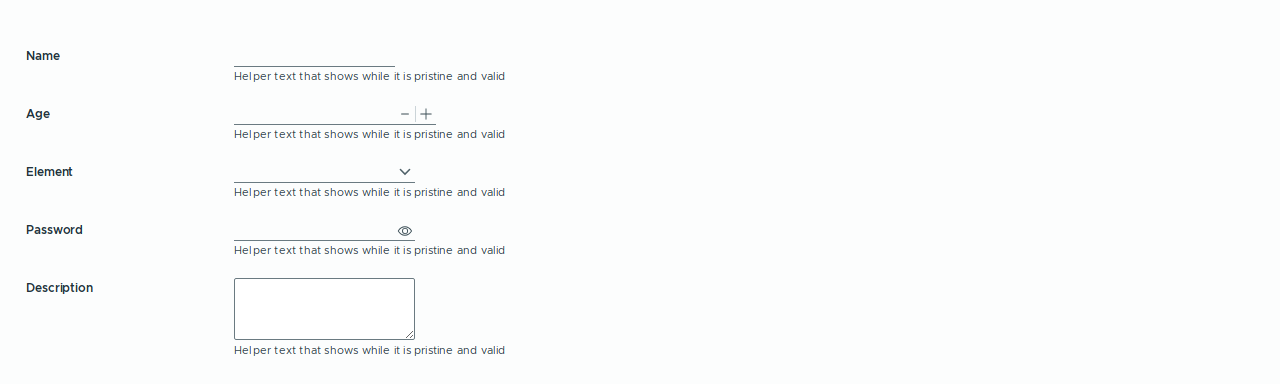 Name
Helper text that shows while it is pristine and valid
Age
Helper text that shows while it is pristine and valid
Element
Helper text that shows while it is pristine and valid
Password
Helper text that shows while it is pristine and valid
Description
Helper text that shows while it is pristine and valid